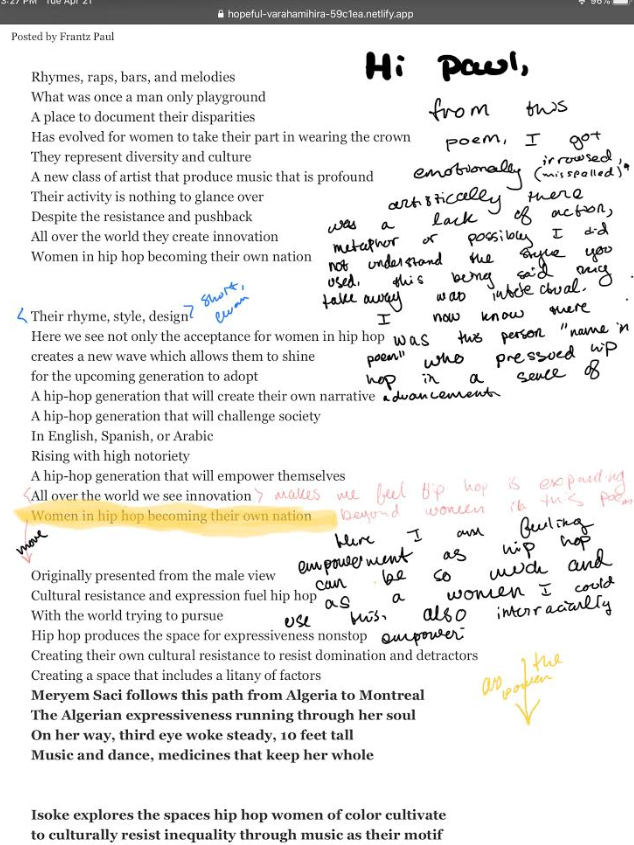 3:27 PM Tue Apr 21
96%
hopeful-varahamihira-59c1ea.netlify.app
Posted by Frantz Paul
Hi Paul,
Rhymes, raps, bars, and melodies
What was once a man only playground
A place to document their disparities
Has evolved for women to take their part in wearing the crown
They represent diversity and culture
A new class of artist that produce music that is profound
Their activity is nothing to glance over
Despite the resistance and pushback
All over the world they create innovation
Women in hip hop becoming their own nation
from this
poem, I got
emotionally irrowsed, (misspelled)*
artistically there
was a lack of action,
metaphor or possibly I did
not understand the style you
used, this being said my
take away was intele ctual.
I now know there
was this person "name in
poem" who pressued hip
hop in a sence of
advancement
Their rhyme, style, design
short,
Here we see not only the acceptance for women in hip hop
creates a new wave which allows them to shine
for the upcoming generation to adopt
A hip-hop generation that will create their own narrative
A hip-hop generation that will challenge society
In English, Spanish, or Arabic
Rising with high notoriety
A hip-hop generation that will empower themselves
All over the world we see innovation
makes me feel hip hop is expanding
beyond women in this poem
Women in hip hop becoming their own nation
move
Here I am feeling
empowerment as hip hop
can be so much and
as a women I could
use this, also interracially
empower
Originally presented from the male view
Cultural resistance and expression fuel hip hop
With the world trying to pursue
Hip hop produces the space for expressiveness nonstop
Creating their own cultural resistance to resist domination and detractors
Creating a space that includes a litany of factors
Meryem Saci follows this path from Algeria to Montreal
The Algerian expressiveness running through her soul
On her way, third eye woke steady, 10 feet tall
Music and dance, medicines that keep her whole
the
women
Isoke explores the spaces hip hop women of color cultivate
to culturally resist inequality through music as their motif